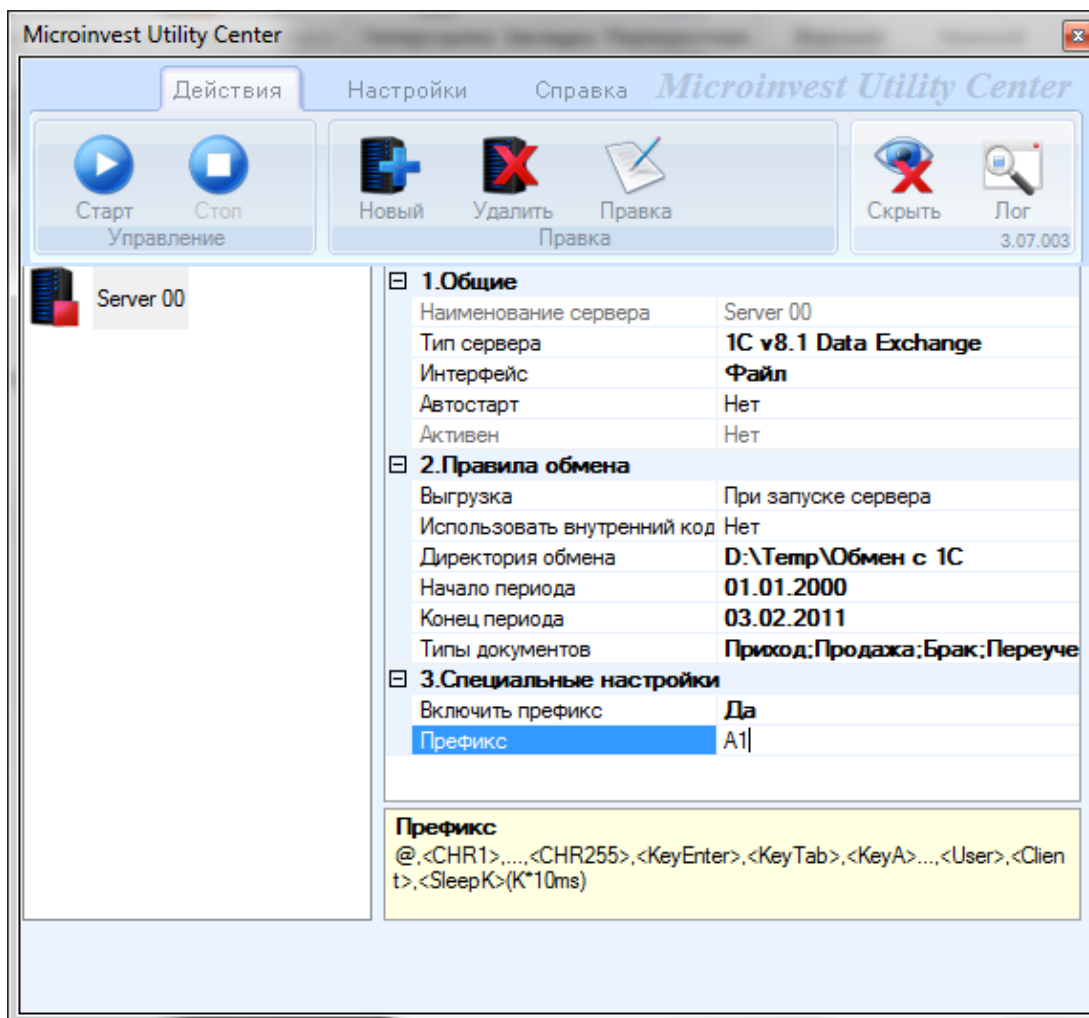 Microinvest Utility Center
Действия Настройки Справка Microinvest Utility Center
Старт Стоп Новый Удалить Правка Скрыть Лог
Управление Правка 3.07.003
Server 00
1.Общие
Наименование сервера Server 00
Тип сервера 1C v8.1 Data Exchange
Интерфейс Файл
Автостарт Нет
Активен Нет
2.Правила обмена
Выгрузка При запуске сервера
Использовать внутренний код Нет
Директория обмена D:\Temp\Обмен с 1С
Начало периода 01.01.2000
Конец периода 03.02.2011
Типы документов Приход;Продажа;Брак;Переуче
3.Специальные настройки
Включить префикс Да
Префикс A1
Префикс
@,<CHR1>,...,<CHR255>,<KeyEnter>,<KeyTab>,<KeyA>...,<User>,<Clien
t>,<SleepK>(K*10ms)